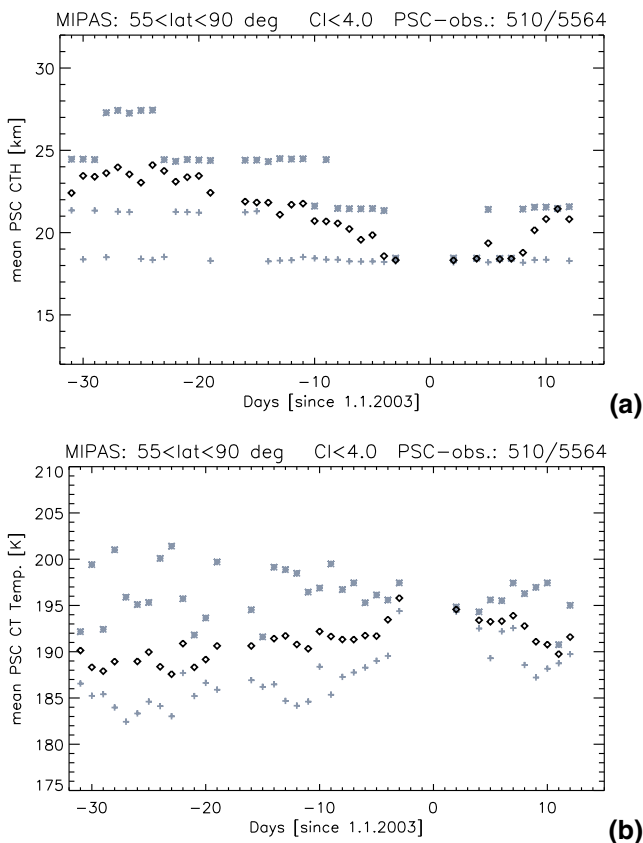 MIPAS: 55<lat<90 deg CI<4.0 PSC-obs.: 510/5564
mean PSC CTH [km]
30
25
20
15
-30 -20 -10 0 10
Days [since 1.1.2003]
(a)
MIPAS: 55<lat<90 deg CI<4.0 PSC-obs.: 510/5564
mean PSC CT Temp. [K]
210
205
200
195
190
185
180
175
-30 -20 -10 0 10
Days [since 1.1.2003]
(b)